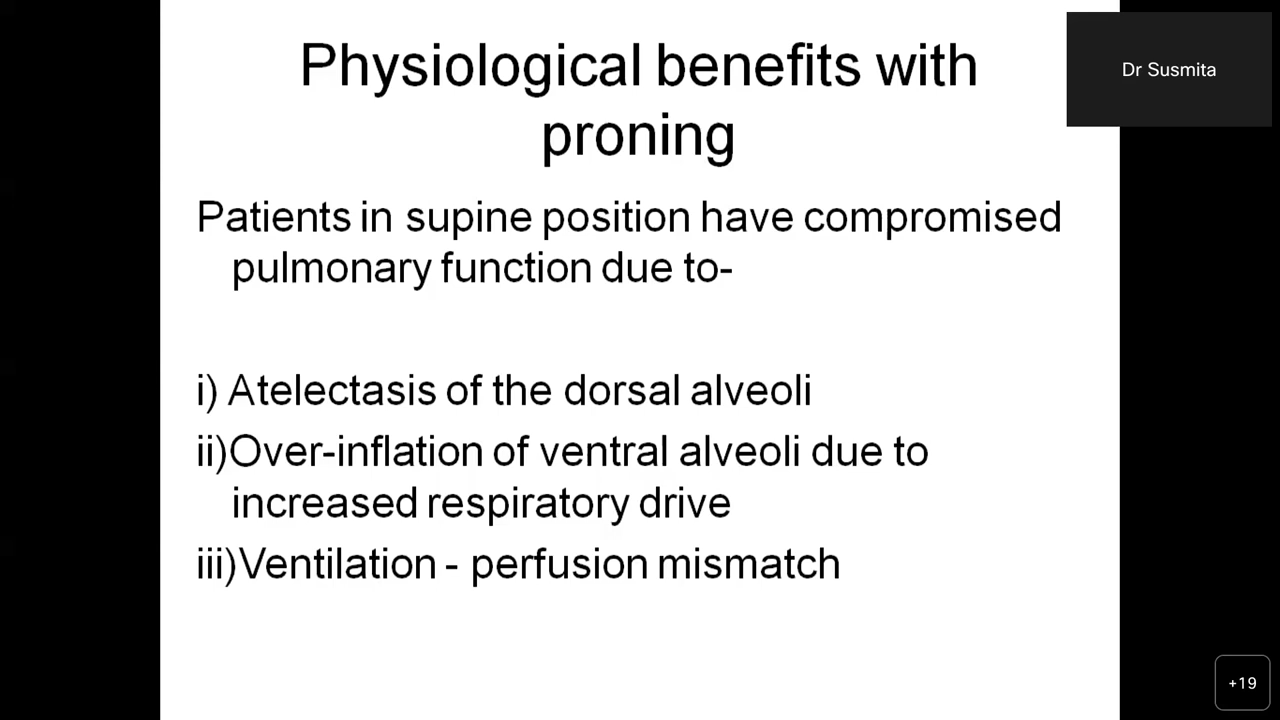 Physiological benefits with
proning
Dr Susmita
Patients in supine position have compromised
pulmonary function due to-
i) Atelectasis of the dorsal alveoli
ii)Over-inflation of ventral alveoli due to
increased respiratory drive
iii)Ventilation - perfusion mismatch
+19